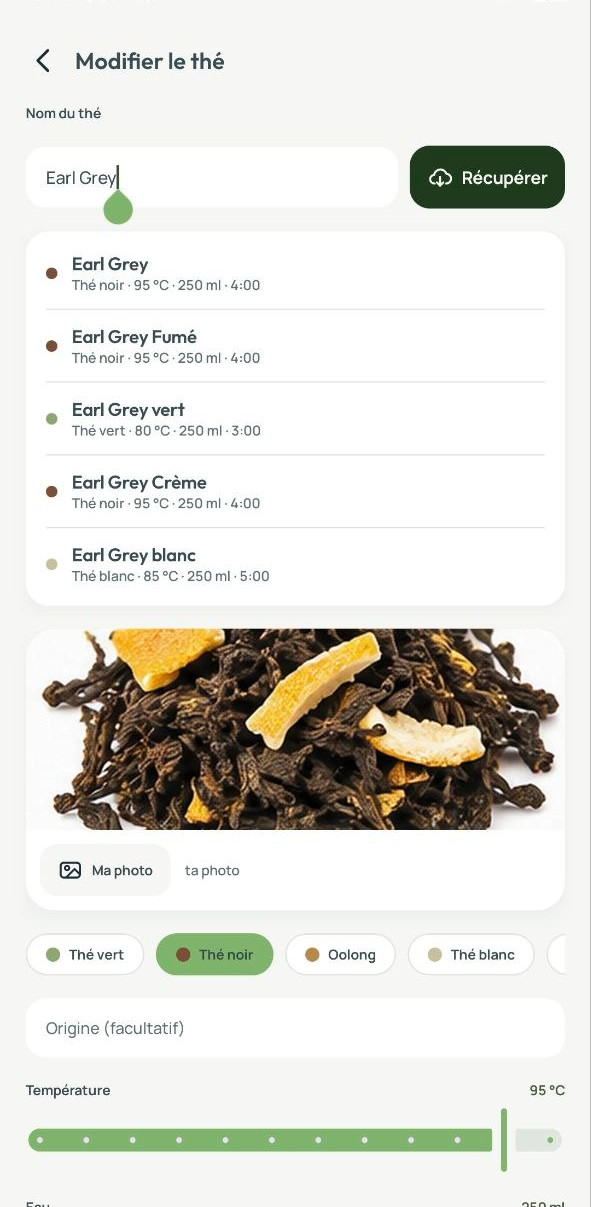 Modifier le thé
Nom du thé
Earl Grey
Récupérer
Earl Grey
Thé noir · 95 °C · 250 ml · 4:00
Earl Grey Fumé
Thé noir · 95 °C · 250 ml · 4:00
Earl Grey vert
Thé vert · 80 °C · 250 ml · 3:00
Earl Grey Crème
Thé noir · 95 °C · 250 ml · 4:00
Earl Grey blanc
Thé blanc · 85 °C · 250 ml · 5:00
Ma photo
ta photo
Thé vert
Thé noir
Oolong
Thé blanc
Origine (facultatif)
Température
95 °C
Eau
250 ml